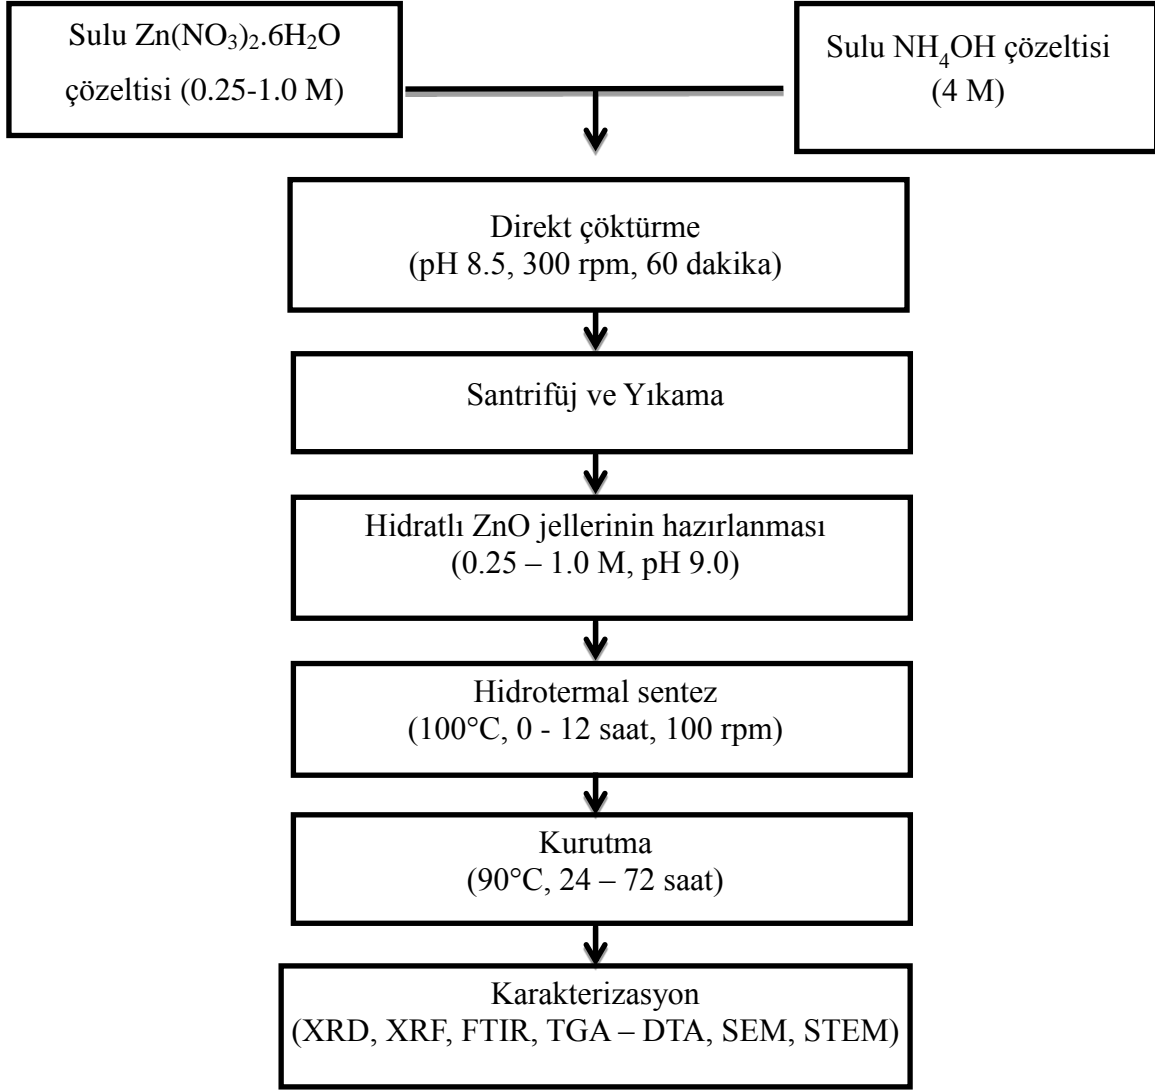 Sulu Zn(NO₃)₂.6H₂O
çözeltisi (0.25-1.0 M)
Sulu NH₄OH çözeltisi
(4 M)
Direkt çöktürme
(pH 8.5, 300 rpm, 60 dakika)
Santrifüj ve Yıkama
Hidratlı ZnO jellerinin hazırlanması
(0.25 – 1.0 M, pH 9.0)
Hidrotermal sentez
(100°C, 0 - 12 saat, 100 rpm)
Kurutma
(90°C, 24 – 72 saat)
Karakterizasyon
(XRD, XRF, FTIR, TGA – DTA, SEM, STEM)